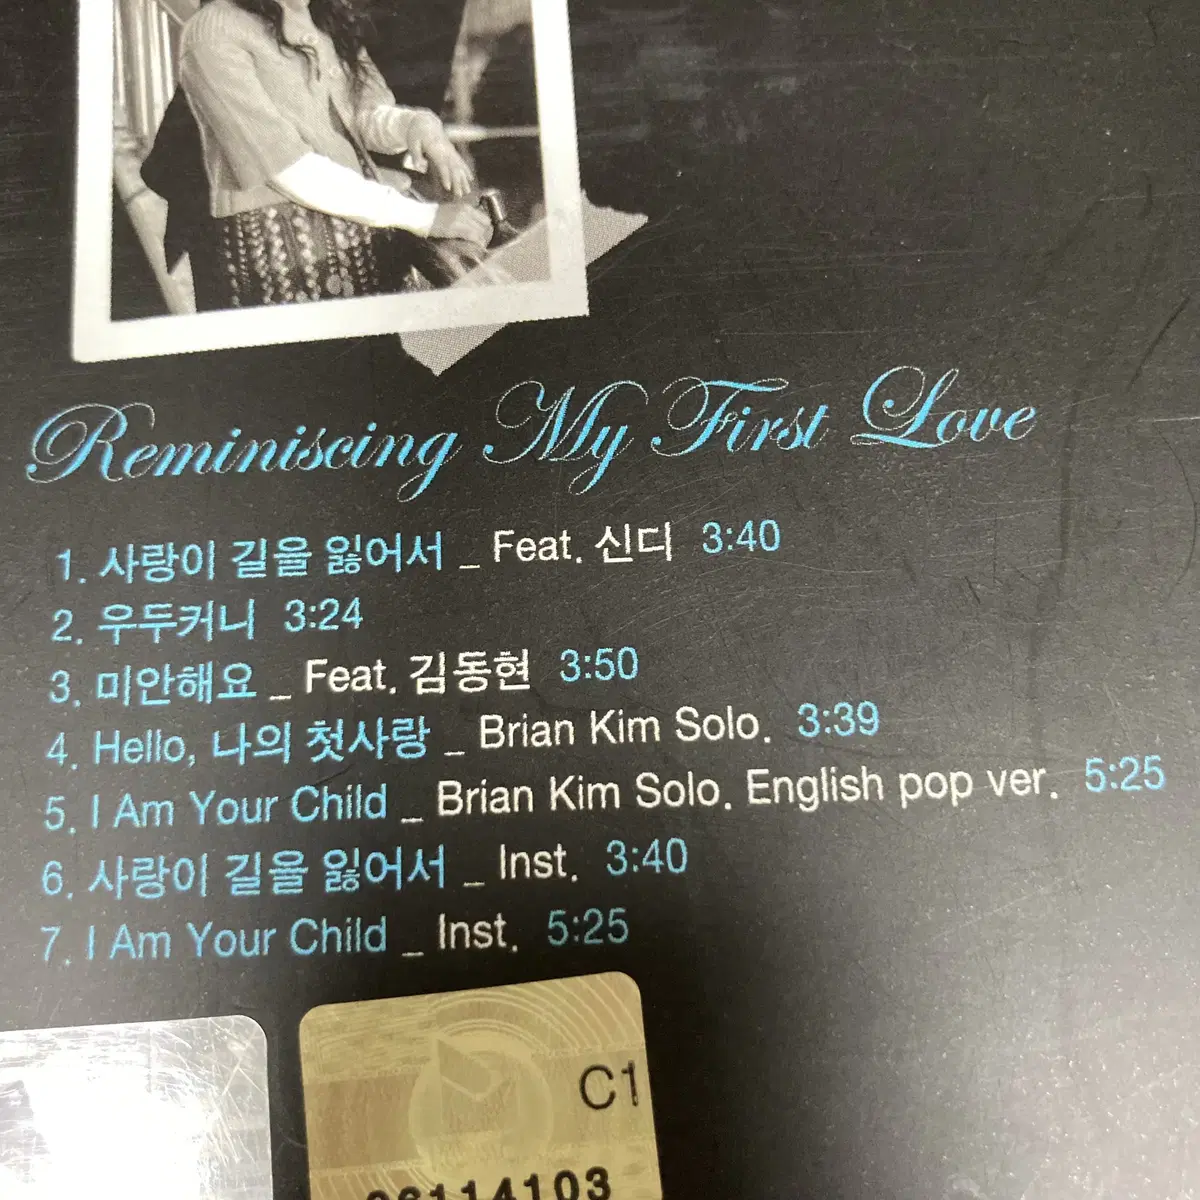 Reminiscing My First Love
1. 사랑이 길을 잃어서 _ Feat. 신디 3:40
2. 우두커니 3:24
3. 미안해요 _ Feat. 김동현 3:50
4. Hello, 나의 첫사랑 _ Brian Kim Solo. 3:39
5. I Am Your Child _ Brian Kim Solo. English pop ver. 5:25
6. 사랑이 길을 잃어서 _ Inst. 3:40
7. I Am Your Child _ Inst. 5:25
C1
06114103